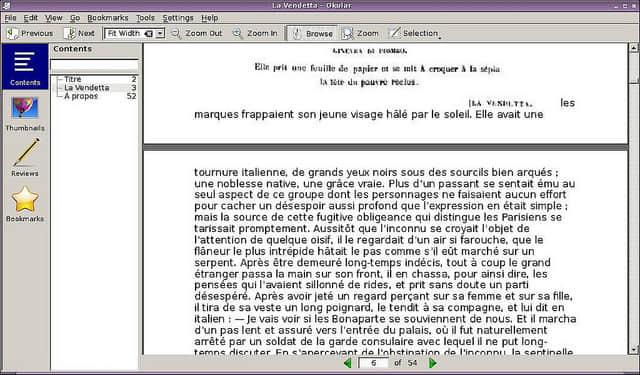 La Vendetta – Okular
File Edit View Go Bookmarks Tools Settings Help
Previous Next Fit Width Zoom Out Zoom In Browse Zoom Selection
Contents
Contents
Thumbnails
Reviews
Bookmarks
Titre 2
La Vendetta 3
À propos 52
GINEVRA DI PIOMBO.
Elle prit une feuille de papier et se mit à croquer à la sépia
la tête du pauvre reclus.
(LA VENDETTA. les
marques frappaient son jeune visage hâlé par le soleil. Elle avait une
tournure italienne, de grands yeux noirs sous des sourcils bien arqués ;
une noblesse native, une grâce vraie. Plus d'un passant se sentait ému au
seul aspect de ce groupe dont les personnages ne faisaient aucun effort
pour cacher un désespoir aussi profond que l'expression en était simple ;
mais la source de cette fugitive obligeance qui distingue les Parisiens se
tarissait promptement. Aussitôt que l'inconnu se croyait l'objet de
l'attention de quelque oisif, il le regardait d'un air si farouche, que le
flâneur le plus intrépide hâtait le pas comme s'il eût marché sur un
serpent. Après être demeuré long-temps indécis, tout à coup le grand
étranger passa la main sur son front, il en chassa, pour ainsi dire, les
pensées qui l'avaient sillonné de rides, et prit sans doute un parti
désespéré. Après avoir jeté un regard perçant sur sa femme et sur sa fille,
il tira de sa veste un long poignard, le tendit à sa compagne, et lui dit en
italien : — Je vais voir si les Bonaparte se souviennent de nous. Et il marcha
d'un pas lent et assuré vers l'entrée du palais, où il fut naturellement
arrêté par un soldat de la garde consulaire avec lequel il ne put long-
temps discuter. En s'apercevant de l'obstination de l'inconnu, la sentinelle
6 of 54